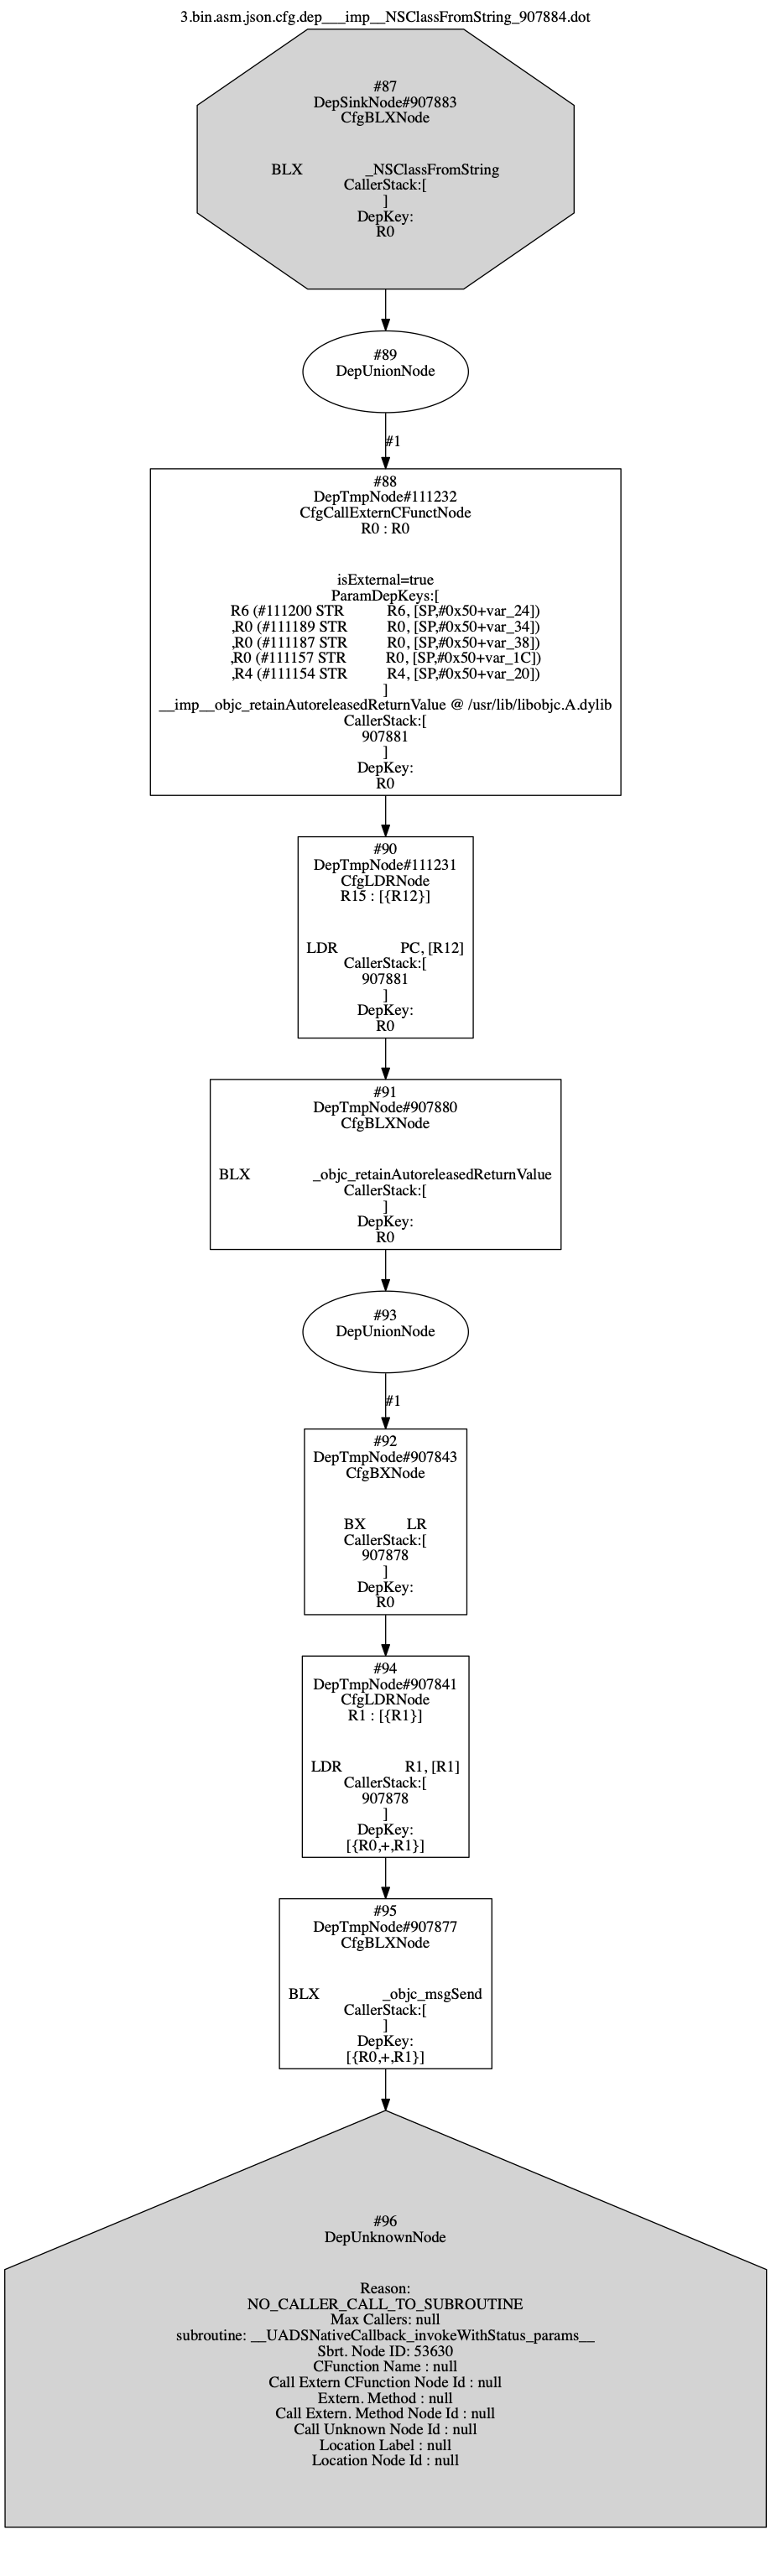 3.bin.asm.json.cfg.dep___imp__NSClassFromString_907884.dot
#87
DepSinkNode#907883
CfgBLXNode
BLX _NSClassFromString
CallerStack:[
]
DepKey:
R0
#89
DepUnionNode
#1
#88
DepTmpNode#111232
CfgCallExternCFunctNode
R0 : R0
isExternal=true
ParamDepKeys:[
R6 (#111200 STR R6, [SP,#0x50+var_24])
,R0 (#111189 STR R0, [SP,#0x50+var_34])
,R0 (#111187 STR R0, [SP,#0x50+var_38])
,R0 (#111157 STR R0, [SP,#0x50+var_1C])
,R4 (#111154 STR R4, [SP,#0x50+var_20])
]
__imp__objc_retainAutoreleasedReturnValue @ /usr/lib/libobjc.A.dylib
CallerStack:[
907881
]
DepKey:
R0
#90
DepTmpNode#111231
CfgLDRNode
R15 : [{R12}]
LDR PC, [R12]
CallerStack:[
907881
]
DepKey:
R0
#91
DepTmpNode#907880
CfgBLXNode
BLX _objc_retainAutoreleasedReturnValue
CallerStack:[
]
DepKey:
R0
#93
DepUnionNode
#1
#92
DepTmpNode#907843
CfgBXNode
BX LR
CallerStack:[
907878
]
DepKey:
R0
#94
DepTmpNode#907841
CfgLDRNode
R1 : [{R1}]
LDR R1, [R1]
CallerStack:[
907878
]
DepKey:
[{R0,+,R1}]
#95
DepTmpNode#907877
CfgBLXNode
BLX _objc_msgSend
CallerStack:[
]
DepKey:
[{R0,+,R1}]
#96
DepUnknownNode
Reason:
NO_CALLER_CALL_TO_SUBROUTINE
Max Callers: null
subroutine: __UADSNativeCallback_invokeWithStatus_params__
Sbrt. Node ID: 53630
CFunction Name : null
Call Extern CFunction Node Id : null
Extern. Method : null
Call Extern. Method Node Id : null
Call Unknown Node Id : null
Location Label : null
Location Node Id : null